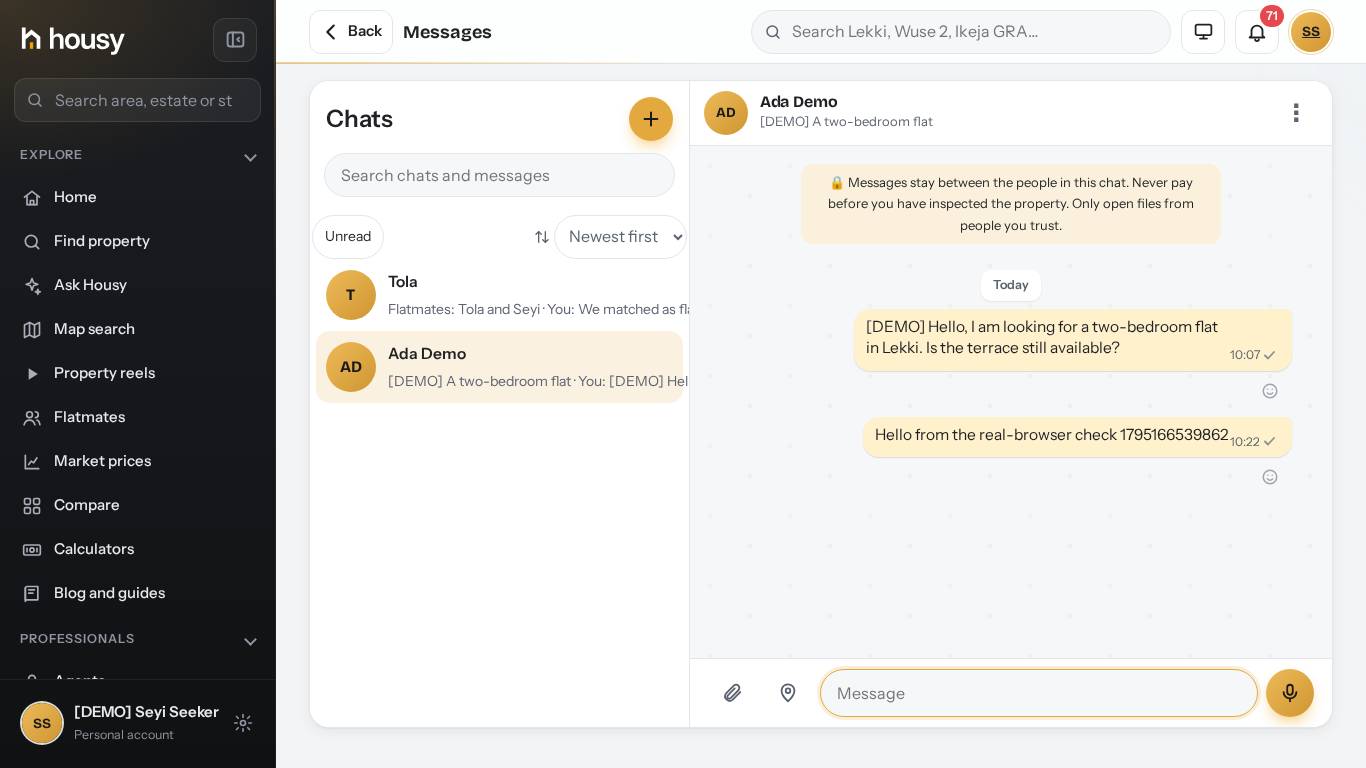 housy
Search area, estate or st
EXPLORE
Home
Find property
Ask Housy
Map search
Property reels
Flatmates
Market prices
Compare
Calculators
Blog and guides
PROFESSIONALS
Agents
SS
[DEMO] Seyi Seeker
Personal account
Back
Messages
Search Lekki, Wuse 2, Ikeja GRA...
71
SS
Chats
Search chats and messages
Unread
Newest first
T
Tola
Flatmates: Tola and Seyi · You: We matched as fla
AD
Ada Demo
[DEMO] A two-bedroom flat · You: [DEMO] Hel
AD
Ada Demo
[DEMO] A two-bedroom flat
🔒 Messages stay between the people in this chat. Never pay
before you have inspected the property. Only open files from
people you trust.
Today
[DEMO] Hello, I am looking for a two-bedroom flat
in Lekki. Is the terrace still available?
10:07
Hello from the real-browser check 1795166539862
10:22
Message